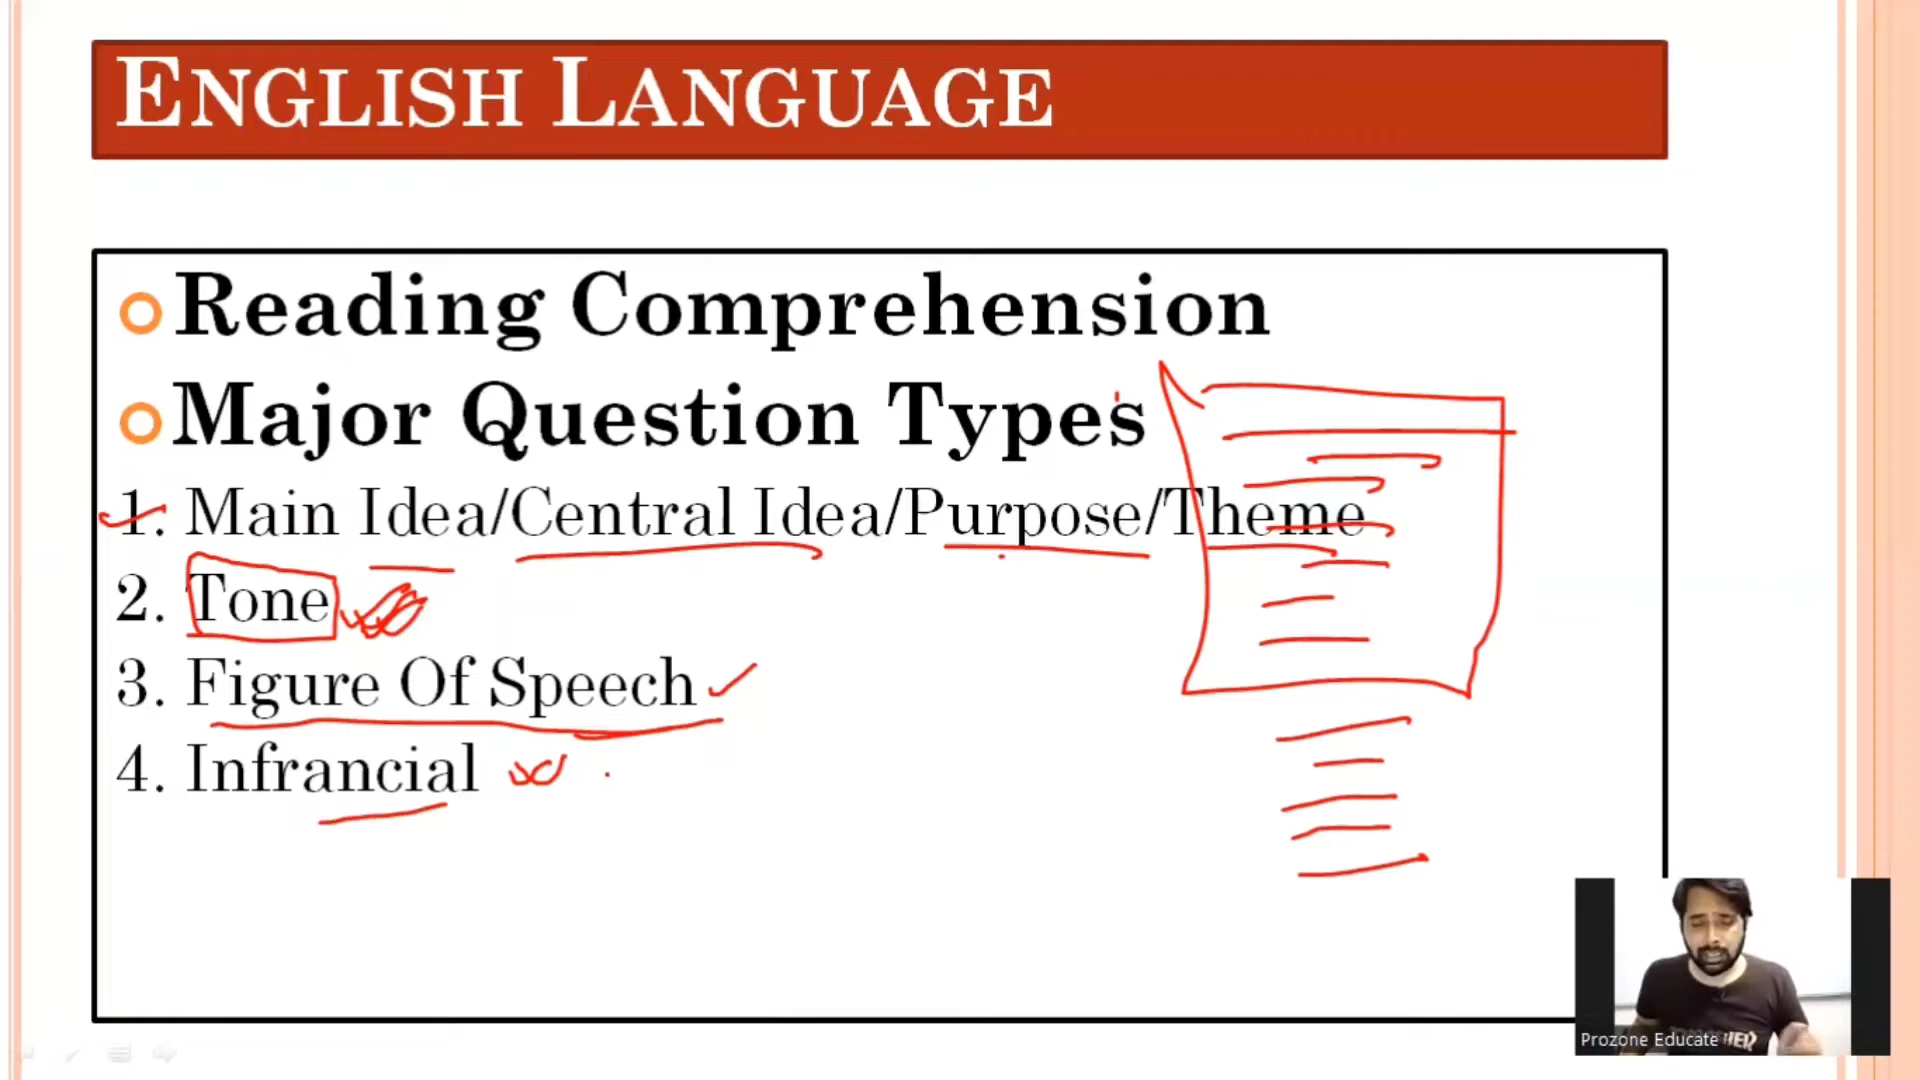 ENGLISH LANGUAGE
Reading Comprehension
Major Question Types
1. Main Idea/Central Idea/Purpose/Theme
2. Tone
3. Figure Of Speech
4. Infrancial
Prozone Educate